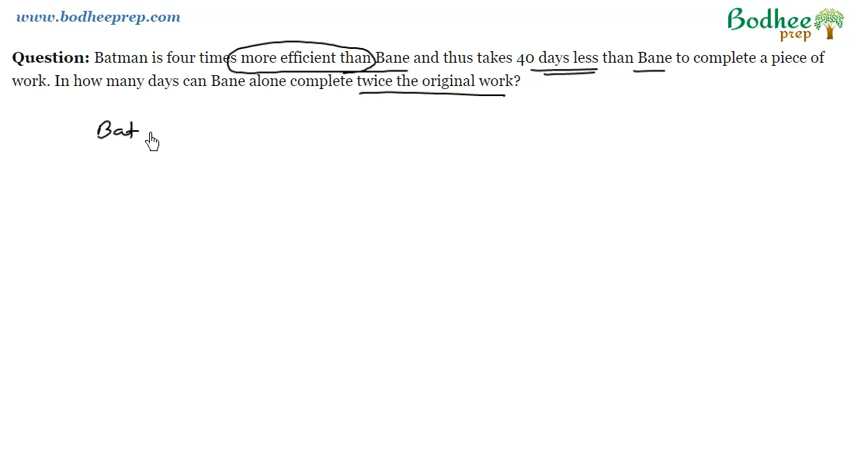 www.bodheeprep.com
Bodhee
prep
Question: Batman is four times more efficient than Bane and thus takes 40 days less than Bane to complete a piece of
work. In how many days can Bane alone complete twice the original work?
Bat